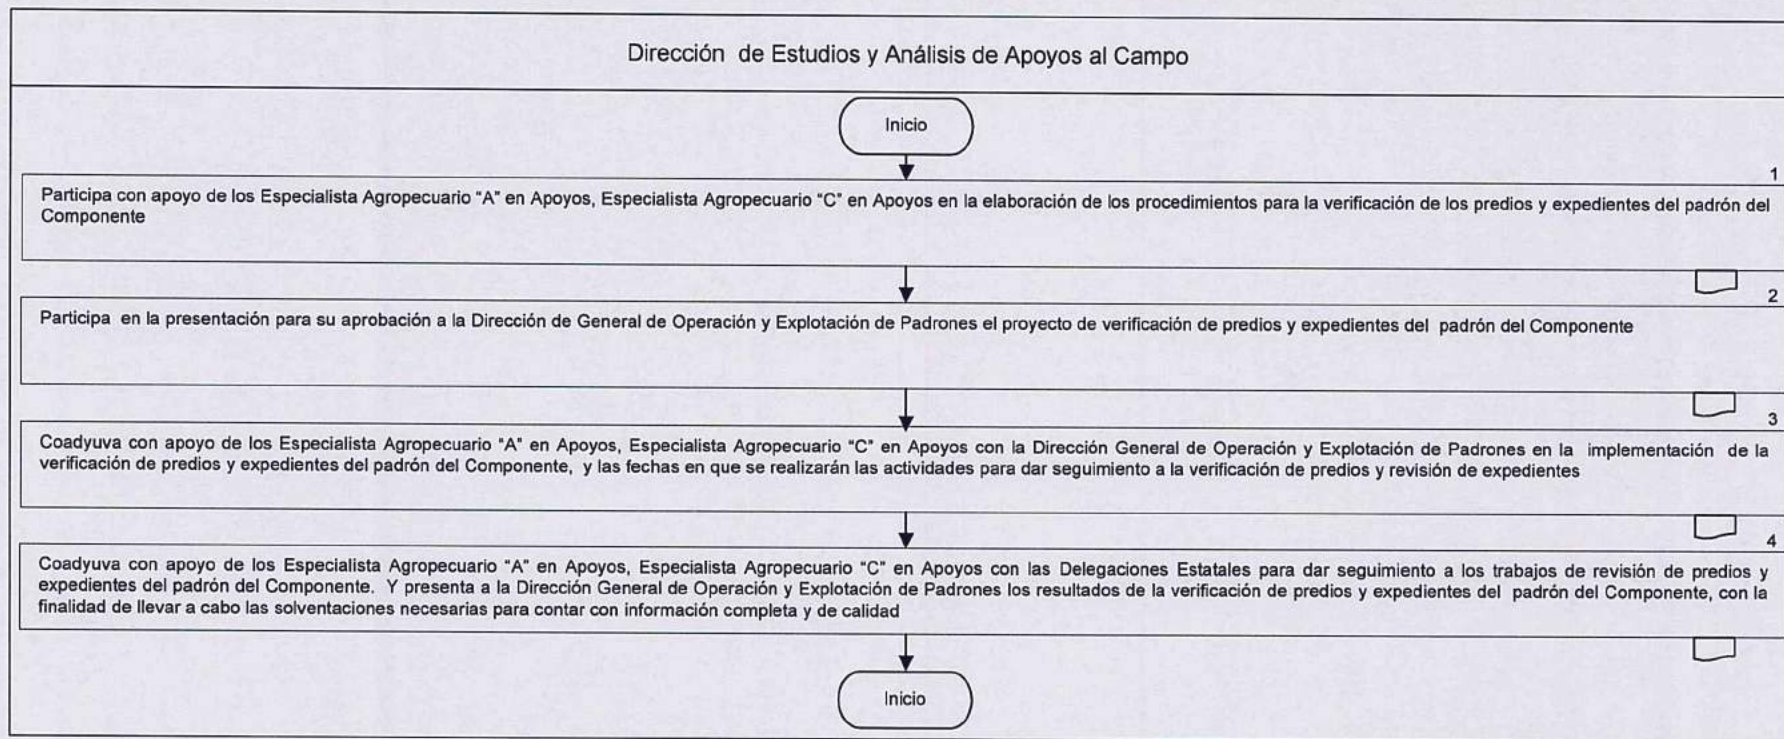 Dirección de Estudios y Análisis de Apoyos al Campo
Inicio
1
Participa con apoyo de los Especialista Agropecuario "A" en Apoyos, Especialista Agropecuario "C" en Apoyos en la elaboración de los procedimientos para la verificación de los predios y expedientes del padrón del
Componente
2
Participa en la presentación para su aprobación a la Dirección de General de Operación y Explotación de Padrones el proyecto de verificación de predios y expedientes del padrón del Componente
3
Coadyuva con apoyo de los Especialista Agropecuario "A" en Apoyos, Especialista Agropecuario "C" en Apoyos con la Dirección General de Operación y Explotación de Padrones en la implementación de la
verificación de predios y expedientes del padrón del Componente, y las fechas en que se realizarán las actividades para dar seguimiento a la verificación de predios y revisión de expedientes
4
Coadyuva con apoyo de los Especialista Agropecuario "A" en Apoyos, Especialista Agropecuario "C" en Apoyos con las Delegaciones Estatales para dar seguimiento a los trabajos de revisión de predios y
expedientes del padrón del Componente. Y presenta a la Dirección General de Operación y Explotación de Padrones los resultados de la verificación de predios y expedientes del padrón del Componente, con la
finalidad de llevar a cabo las solventaciones necesarias para contar con información completa y de calidad
Inicio